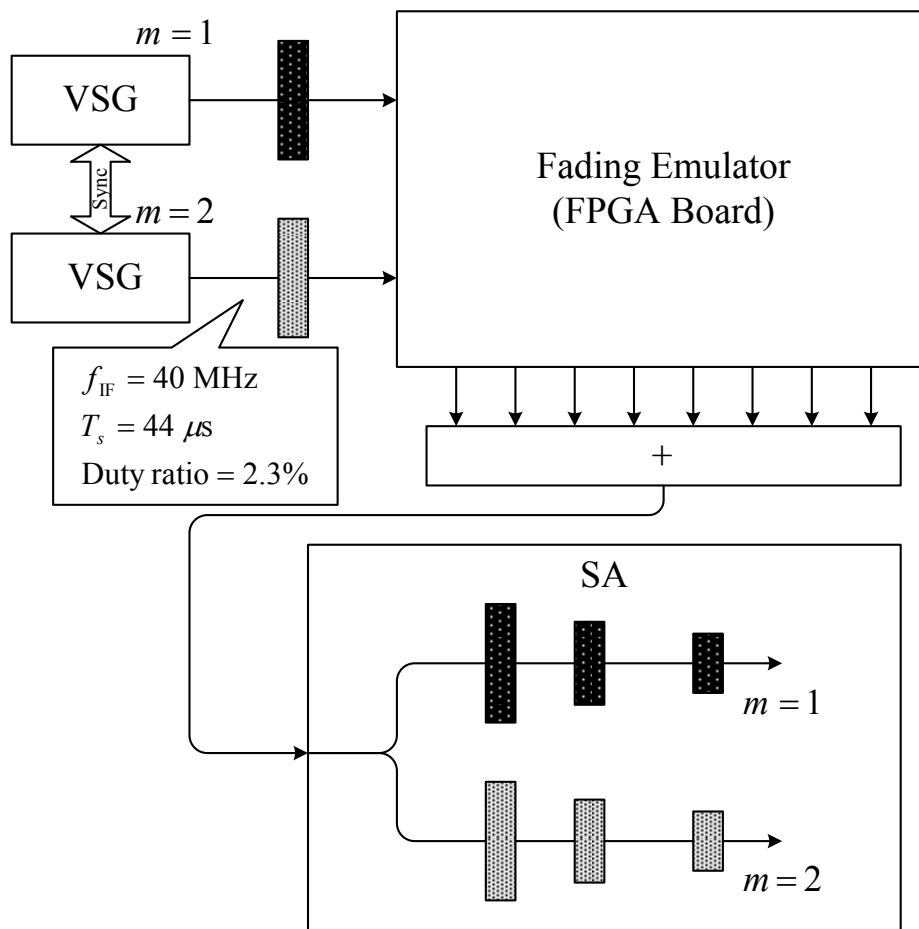 m = 1
VSG
Sync
m = 2
VSG
Fading Emulator
(FPGA Board)
f_IF = 40 MHz
T_s = 44 μs
Duty ratio = 2.3%
+
SA
m = 1
m = 2